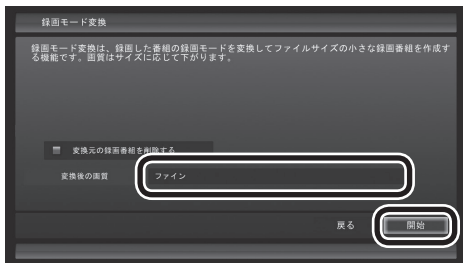 録画モード変換
録画モード変換は、録画した番組の録画モードを変換してファイルサイズの小さな録画番組を作成す
る機能です。画質はサイズに応じて下がります。
変換元の録画番組を削除する
変換後の画質 ファイン
戻る 開始